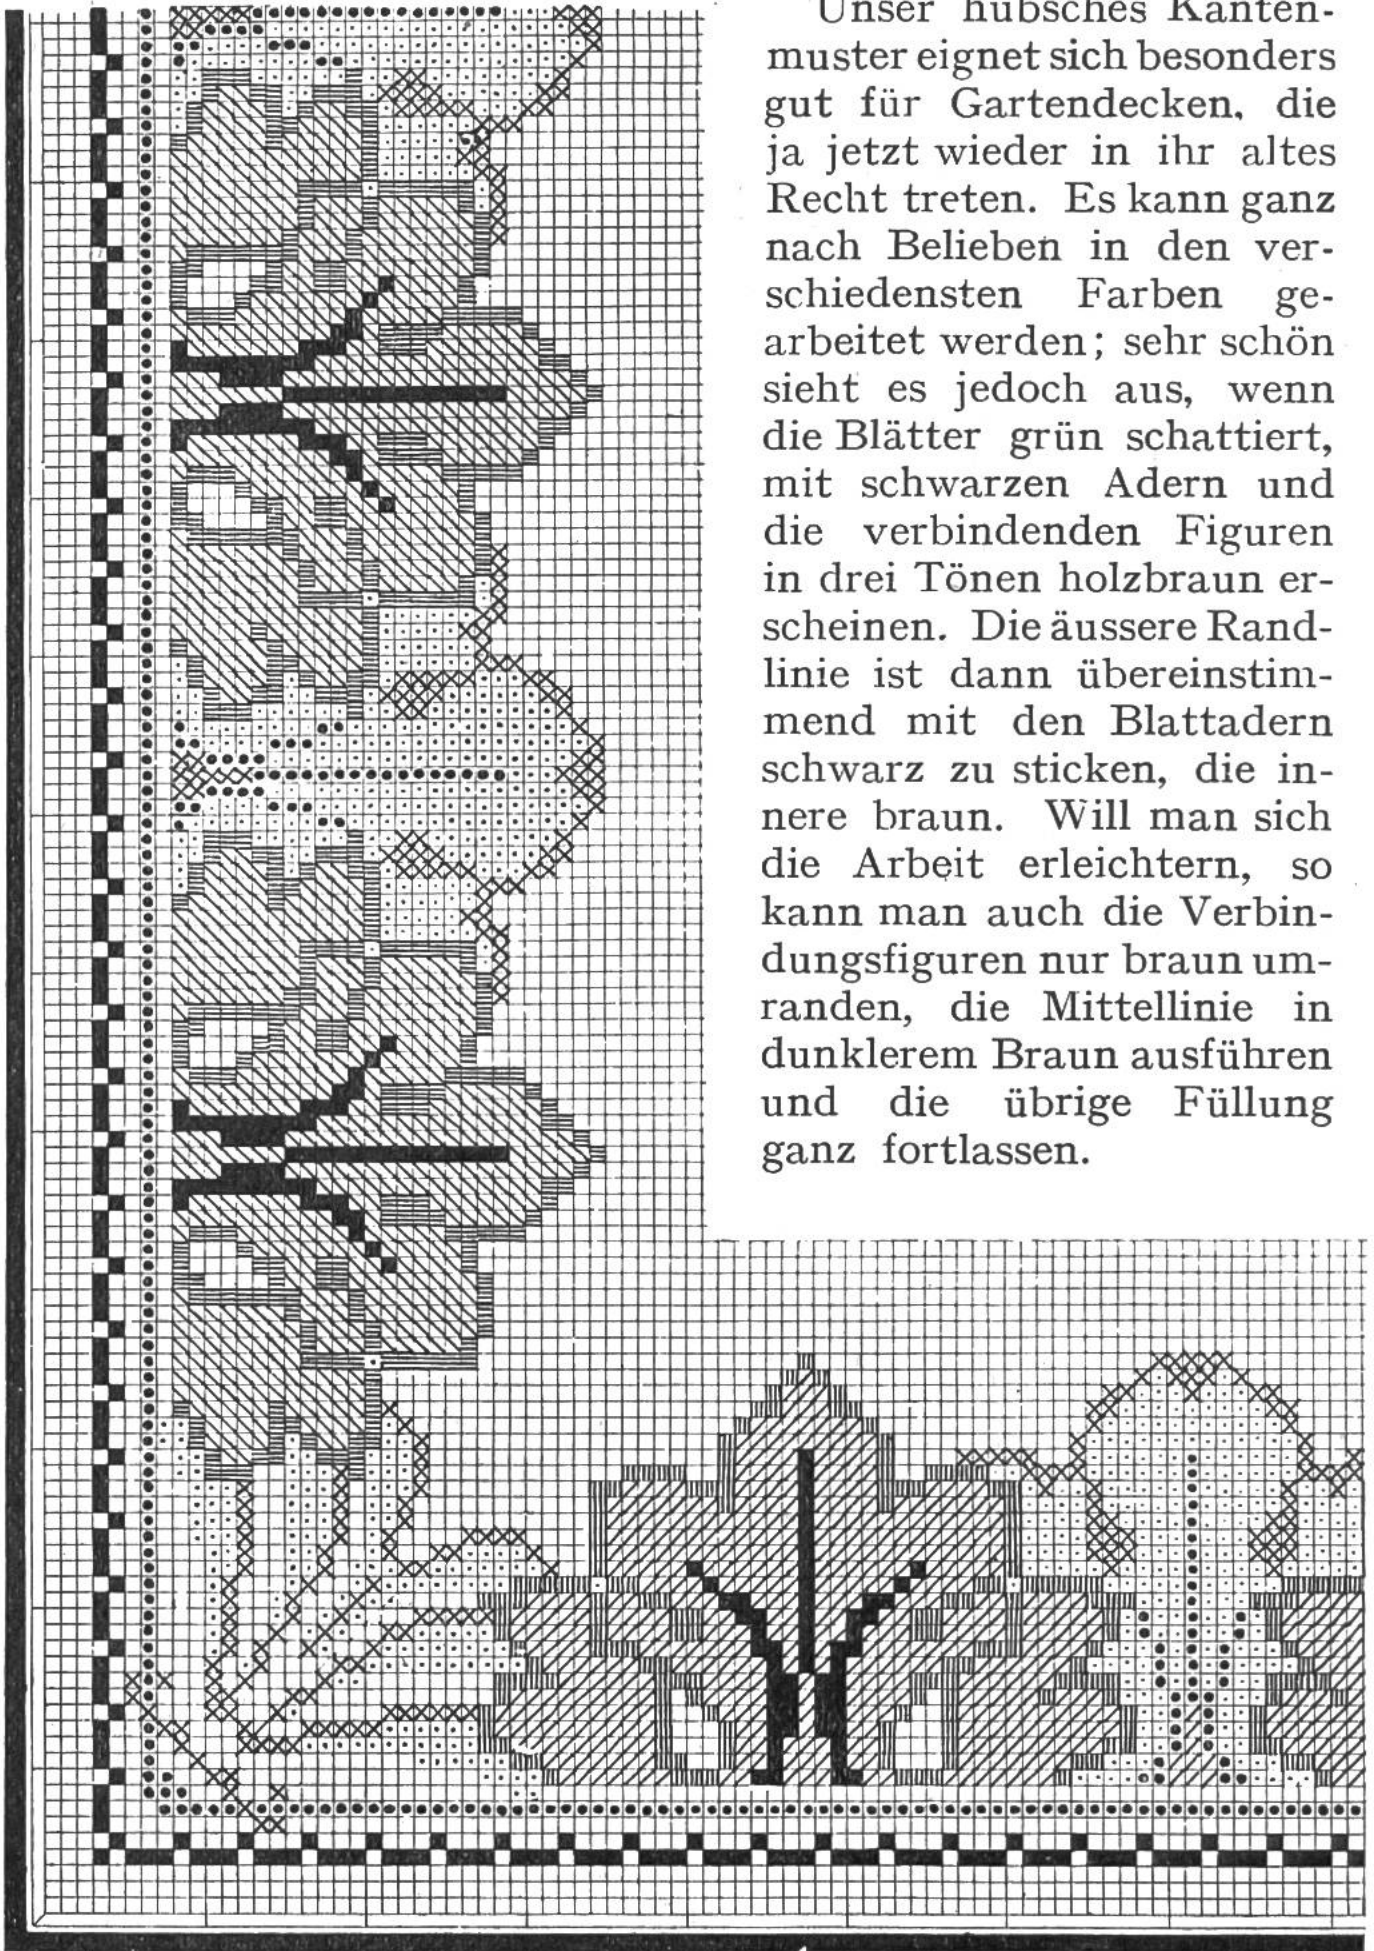 Unser hübsches Kanten-
muster eignet sich besonders
gut für Gartendecken, die
ja jetzt wieder in ihr altes
Recht treten. Es kann ganz
nach Belieben in den ver-
schiedensten Farben ge-
arbeitet werden; sehr schön
sieht es jedoch aus, wenn
die Blätter grün schattiert,
mit schwarzen Adern und
die verbindenden Figuren
in drei Tönen holzbraun er-
scheinen. Die äussere Rand-
linie ist dann übereinstim-
mend mit den Blattadern
schwarz zu sticken, die in-
nere braun. Will man sich
die Arbeit erleichtern, so
kann man auch die Verbin-
dungsfiguren nur braun um-
randen, die Mittellinie in
dunklerem Braun ausführen
und die übrige Füllung
ganz fortlassen.